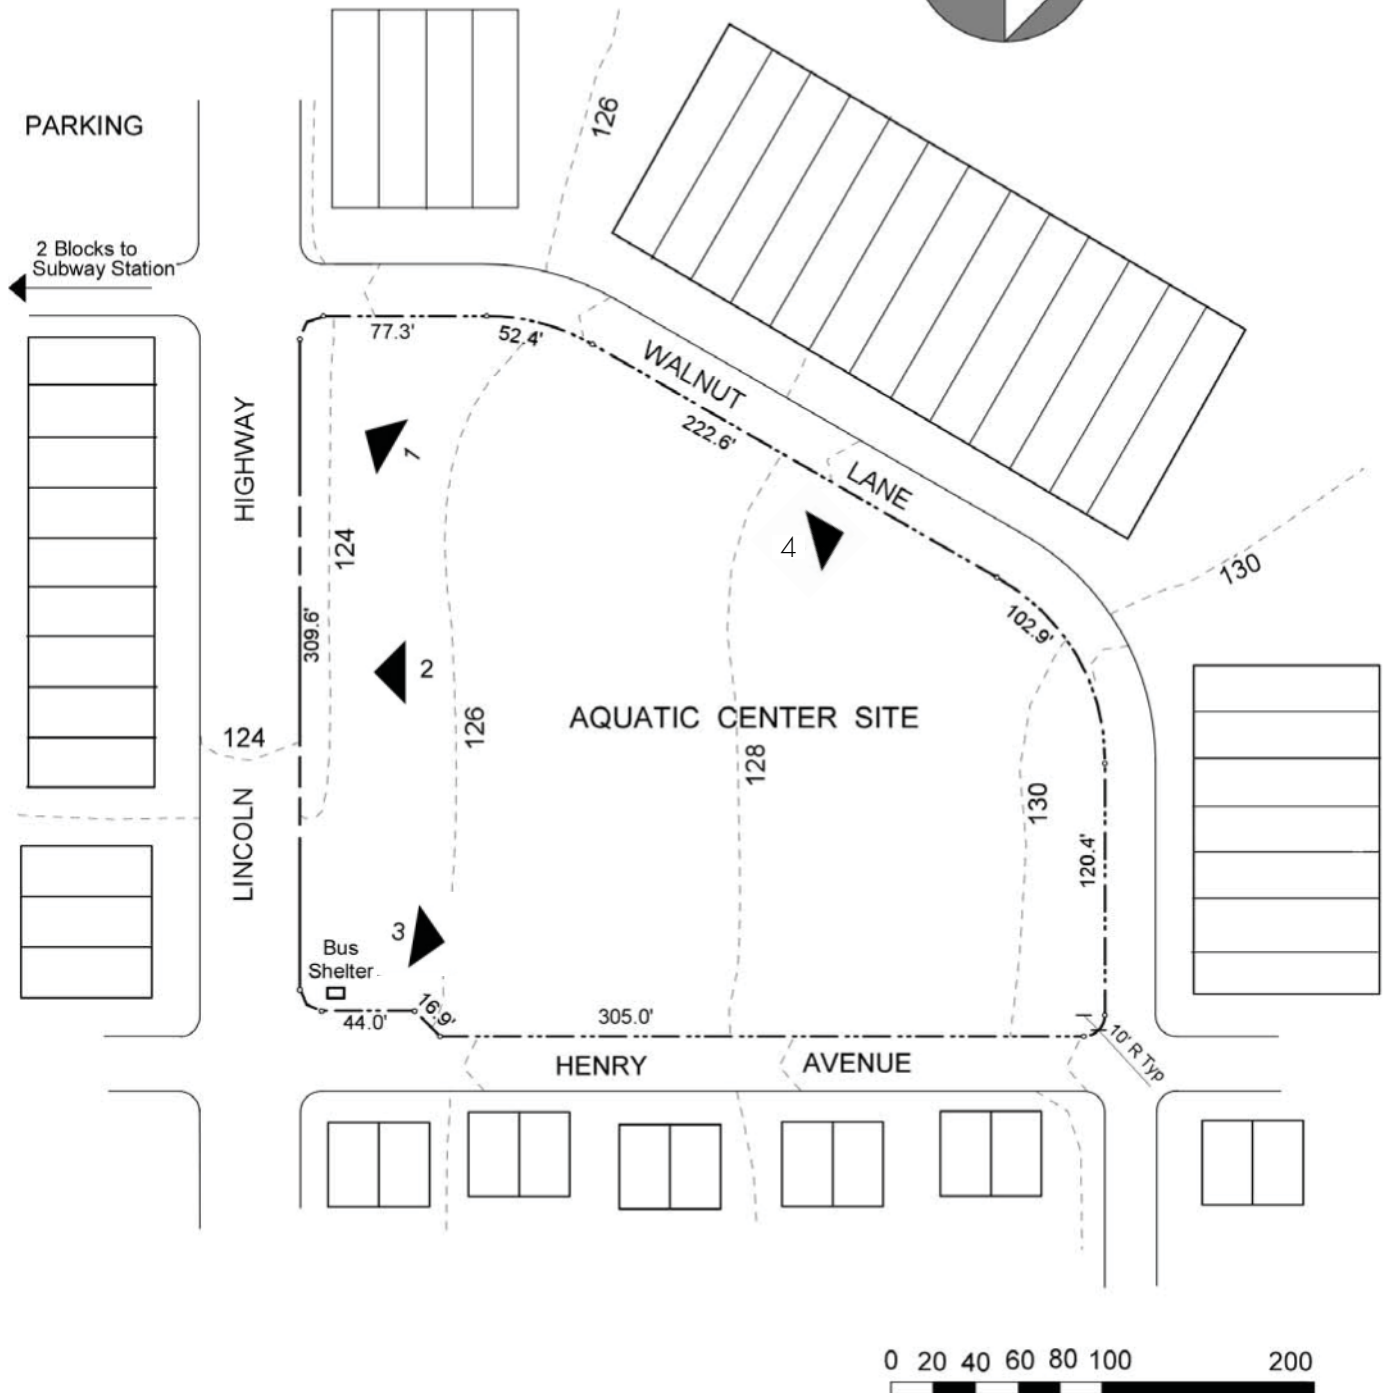 126
PARKING
2 Blocks to
Subway Station
77.3'
52.4'
WALNUT
222.6'
LANE
HIGHWAY
1
124
4
130
309.6'
102.9'
2
126
AQUATIC CENTER SITE
128
124
130
LINCOLN
120.4'
3
Bus
Shelter
44.0'
16.9'
305.0'
10' R Typ
HENRY AVENUE
0 20 40 60 80 100 200